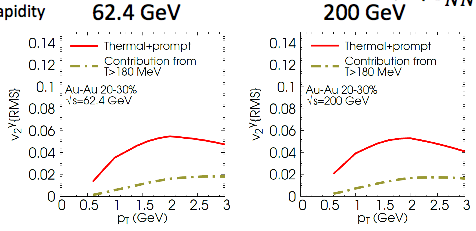 apidity
62.4 GeV
200 GeV
NN
0.14
0.12
0.1
0.08
0.06
0.04
0.02
0
v₂γ{RMS}
Thermal+prompt
Contribution from
T>180 MeV
Au-Au 20-30%
√s=62.4 GeV
0 0.5 1 1.5 2 2.5 3
p_T (GeV)
0.14
0.12
0.1
0.08
0.06
0.04
0.02
0
v₂γ{RMS}
Thermal+prompt
Contribution from
T>180 MeV
Au-Au 20-30%
√s=200 GeV
0 0.5 1 1.5 2 2.5 3
p_T (GeV)